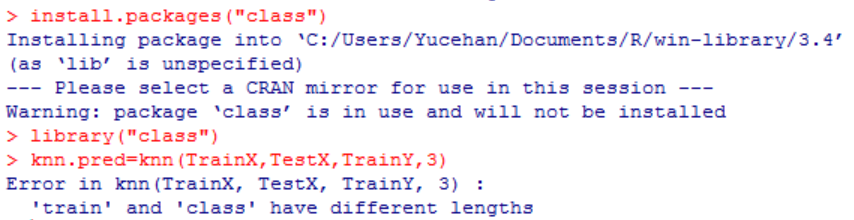 > install.packages("class")
Installing package into ‘C:/Users/Yucehan/Documents/R/win-library/3.4’
(as ‘lib’ is unspecified)
--- Please select a CRAN mirror for use in this session ---
Warning: package ‘class’ is in use and will not be installed
> library("class")
> knn.pred=knn(TrainX,TestX,TrainY,3)
Error in knn(TrainX, TestX, TrainY, 3) :
  'train' and 'class' have different lengths